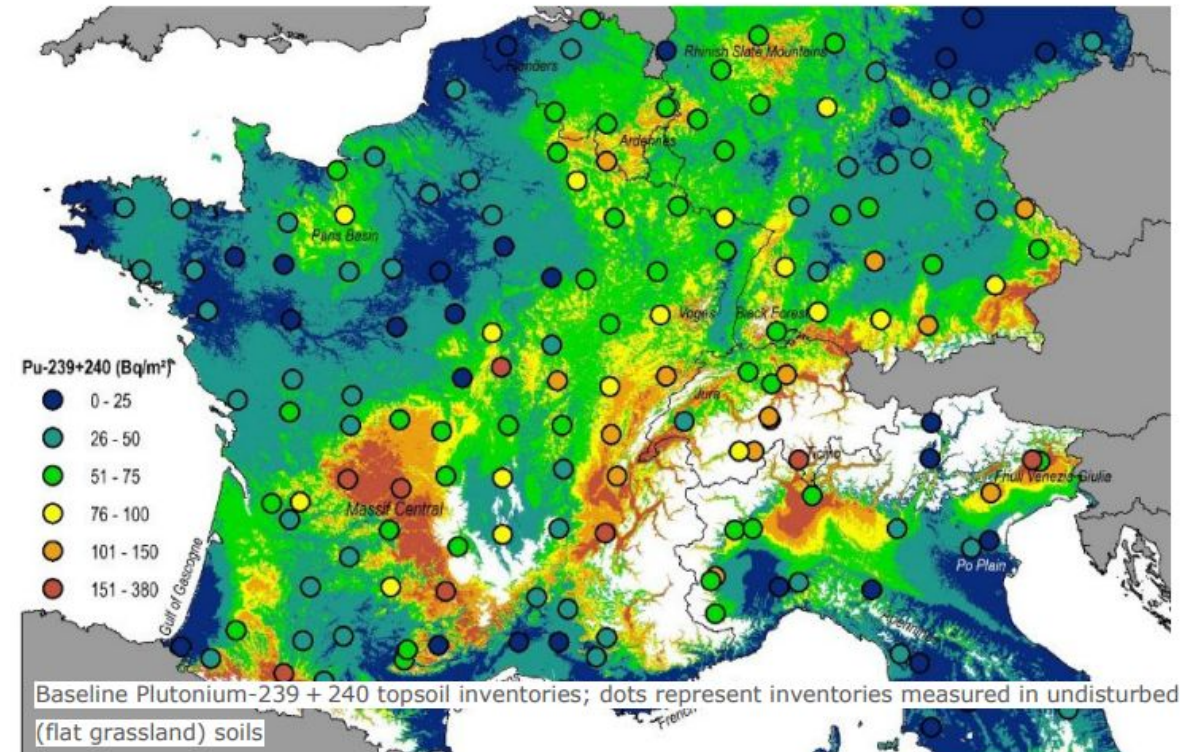 Flanders
Rhinish Slate Mountains
Ardennes
Paris Basin
Voges
Black Forest
Pu-239+240 (Bq/m²)
0 - 25
26 - 50
51 - 75
76 - 100
101 - 150
151 - 380
Jura
Ticino
Friuli Venezia Giulia
Massif Central
Gulf of Gascogne
Po Plain
Apennines
Baseline Plutonium-239 + 240 topsoil inventories; dots represent inventories measured in undisturbed
(flat grassland) soils
French